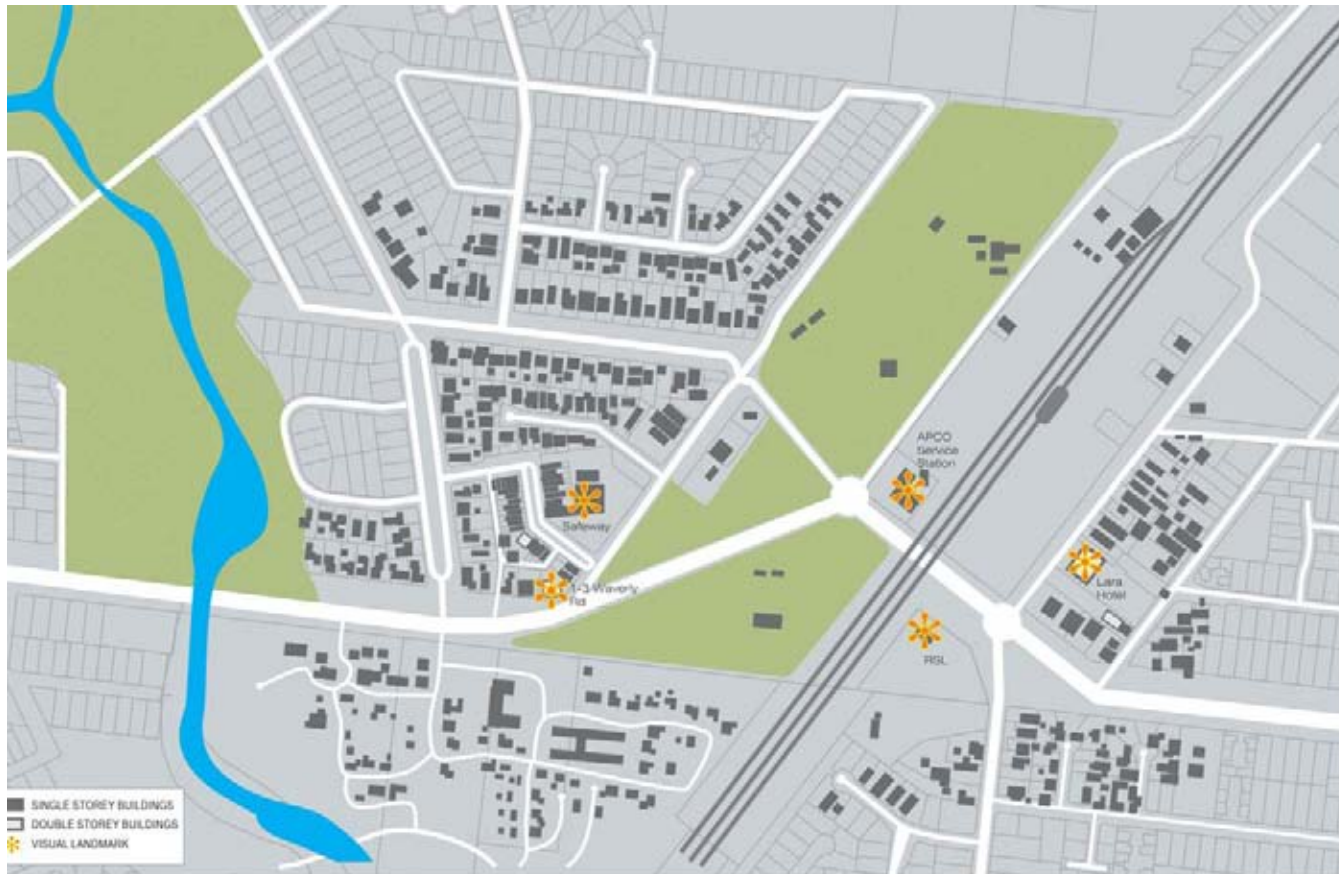 APCO
Service
Station
Safeway
1-3 Waverly
Rd
Lara
Hotel
RSL
SINGLE STOREY BUILDINGS
DOUBLE STOREY BUILDINGS
VISUAL LANDMARK